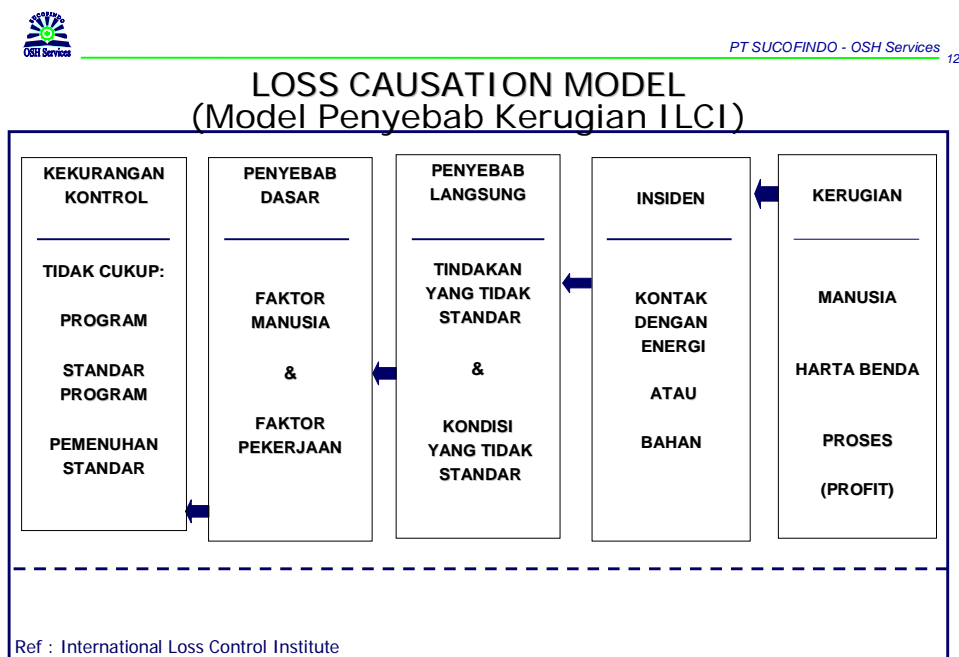 SUCOFINDO
OSH Services
PT SUCOFINDO - OSH Services
12
LOSS CAUSATION MODEL
(Model Penyebab Kerugian ILCI)
KEKURANGAN
KONTROL
TIDAK CUKUP:
PROGRAM
STANDAR
PROGRAM
PEMENUHAN
STANDAR
PENYEBAB
DASAR
FAKTOR
MANUSIA
&
FAKTOR
PEKERJAAN
PENYEBAB
LANGSUNG
TINDAKAN
YANG TIDAK
STANDAR
&
KONDISI
YANG TIDAK
STANDAR
INSIDEN
KONTAK
DENGAN
ENERGI
ATAU
BAHAN
KERUGIAN
MANUSIA
HARTA BENDA
PROSES
(PROFIT)
Ref : International Loss Control Institute